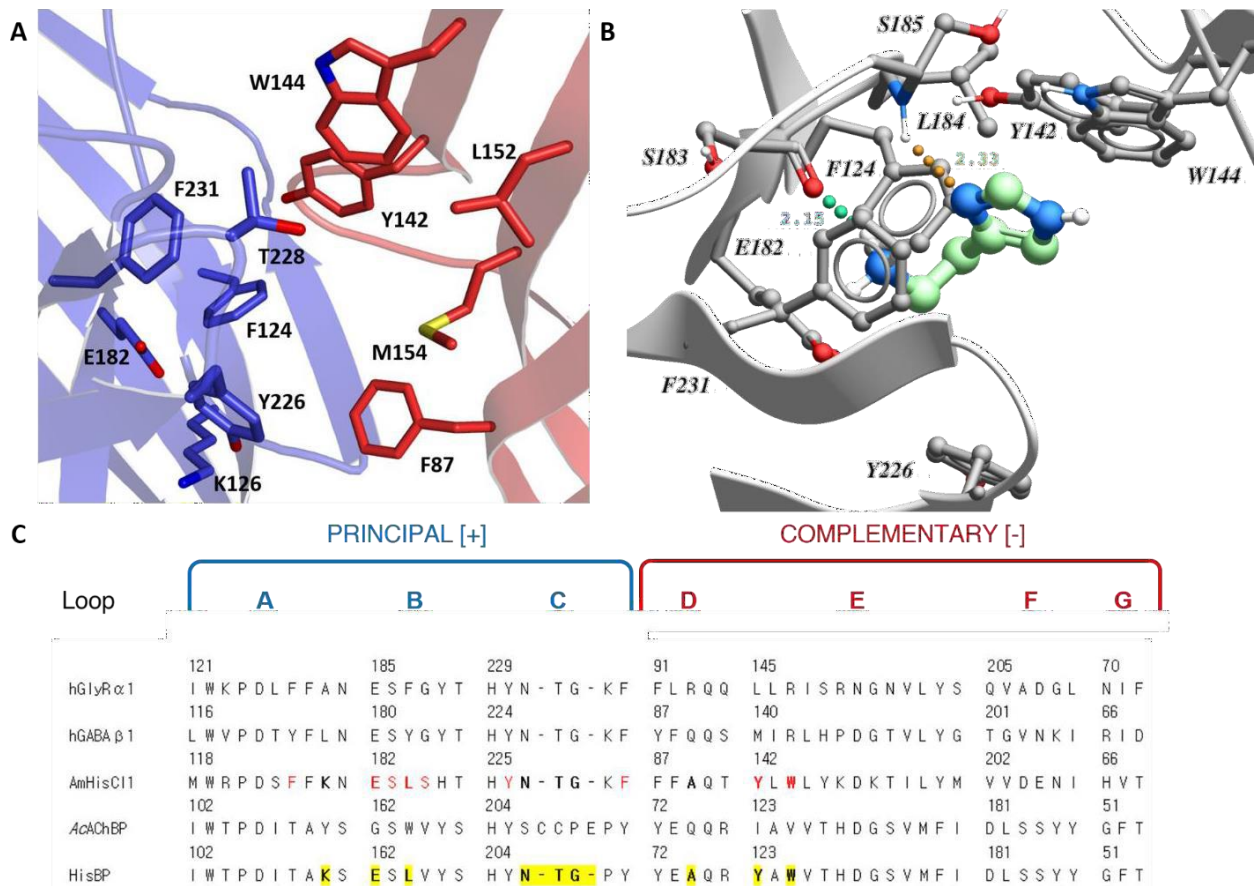 A
W144
L152
F231
Y142
T228
F124
M154
E182
Y226
F87
K126
B
S185
L184
Y142
S183
F124
2.33
W144
2.15
E182
F231
Y226
C
PRINCIPAL [+] COMPLEMENTARY [-]
Loop A B C D E F G
121 185 229 91 145 205 70
hGlyRα1 I W K P D L F F A N E S F G Y T H Y N - T G - K F F L R Q Q L L R I S R N G N V L Y S Q V A D G L N I F
116 180 224 87 140 201 66
hGABAβ1 L W V P D T Y F L N E S Y G Y T H Y N - T G - K F Y F Q Q S M I R L H P D G T V L Y G T G V N K I R I D
118 182 225 87 142 202 66
AmHisCl1 M W R P D S F F K N E S L S H T H Y N - T G - K F F F A Q T Y L W L Y K D K T I L Y M V V D E N I H V T
102 162 204 72 123 181 51
AcAChBP I W T P D I T A Y S G S W V Y S H Y S C C P E P Y Y E Q Q R I A V V T H D G S V M F I D L S S Y Y G F T
102 162 204 72 123 181 51
HisBP I W T P D I T A K S E S L V Y S H Y N - T G - P Y Y E A Q R Y A W V T H D G S V M F I D L S S Y Y G F T